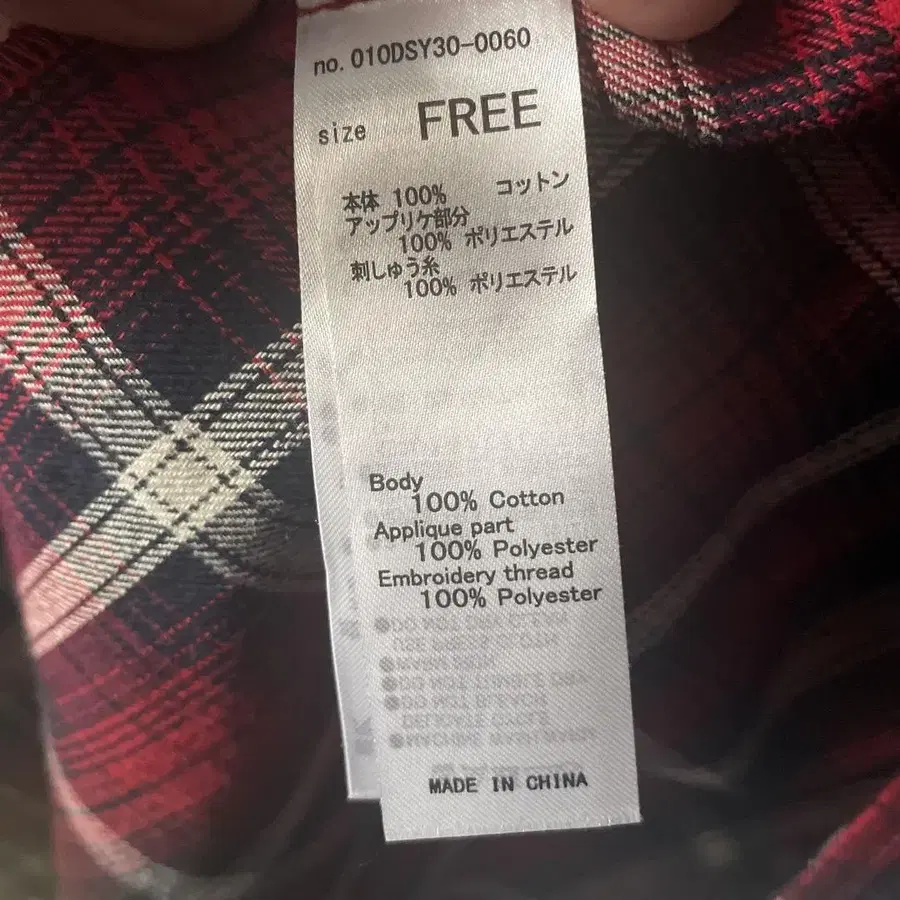 no. 010DSY30-0060
size FREE
本体 100% コットン
アップリケ部分
100% ポリエステル
刺しゅう糸
100% ポリエステル
Body
100% Cotton
Applique part
100% Polyester
Embroidery thread
100% Polyester
MADE IN CHINA